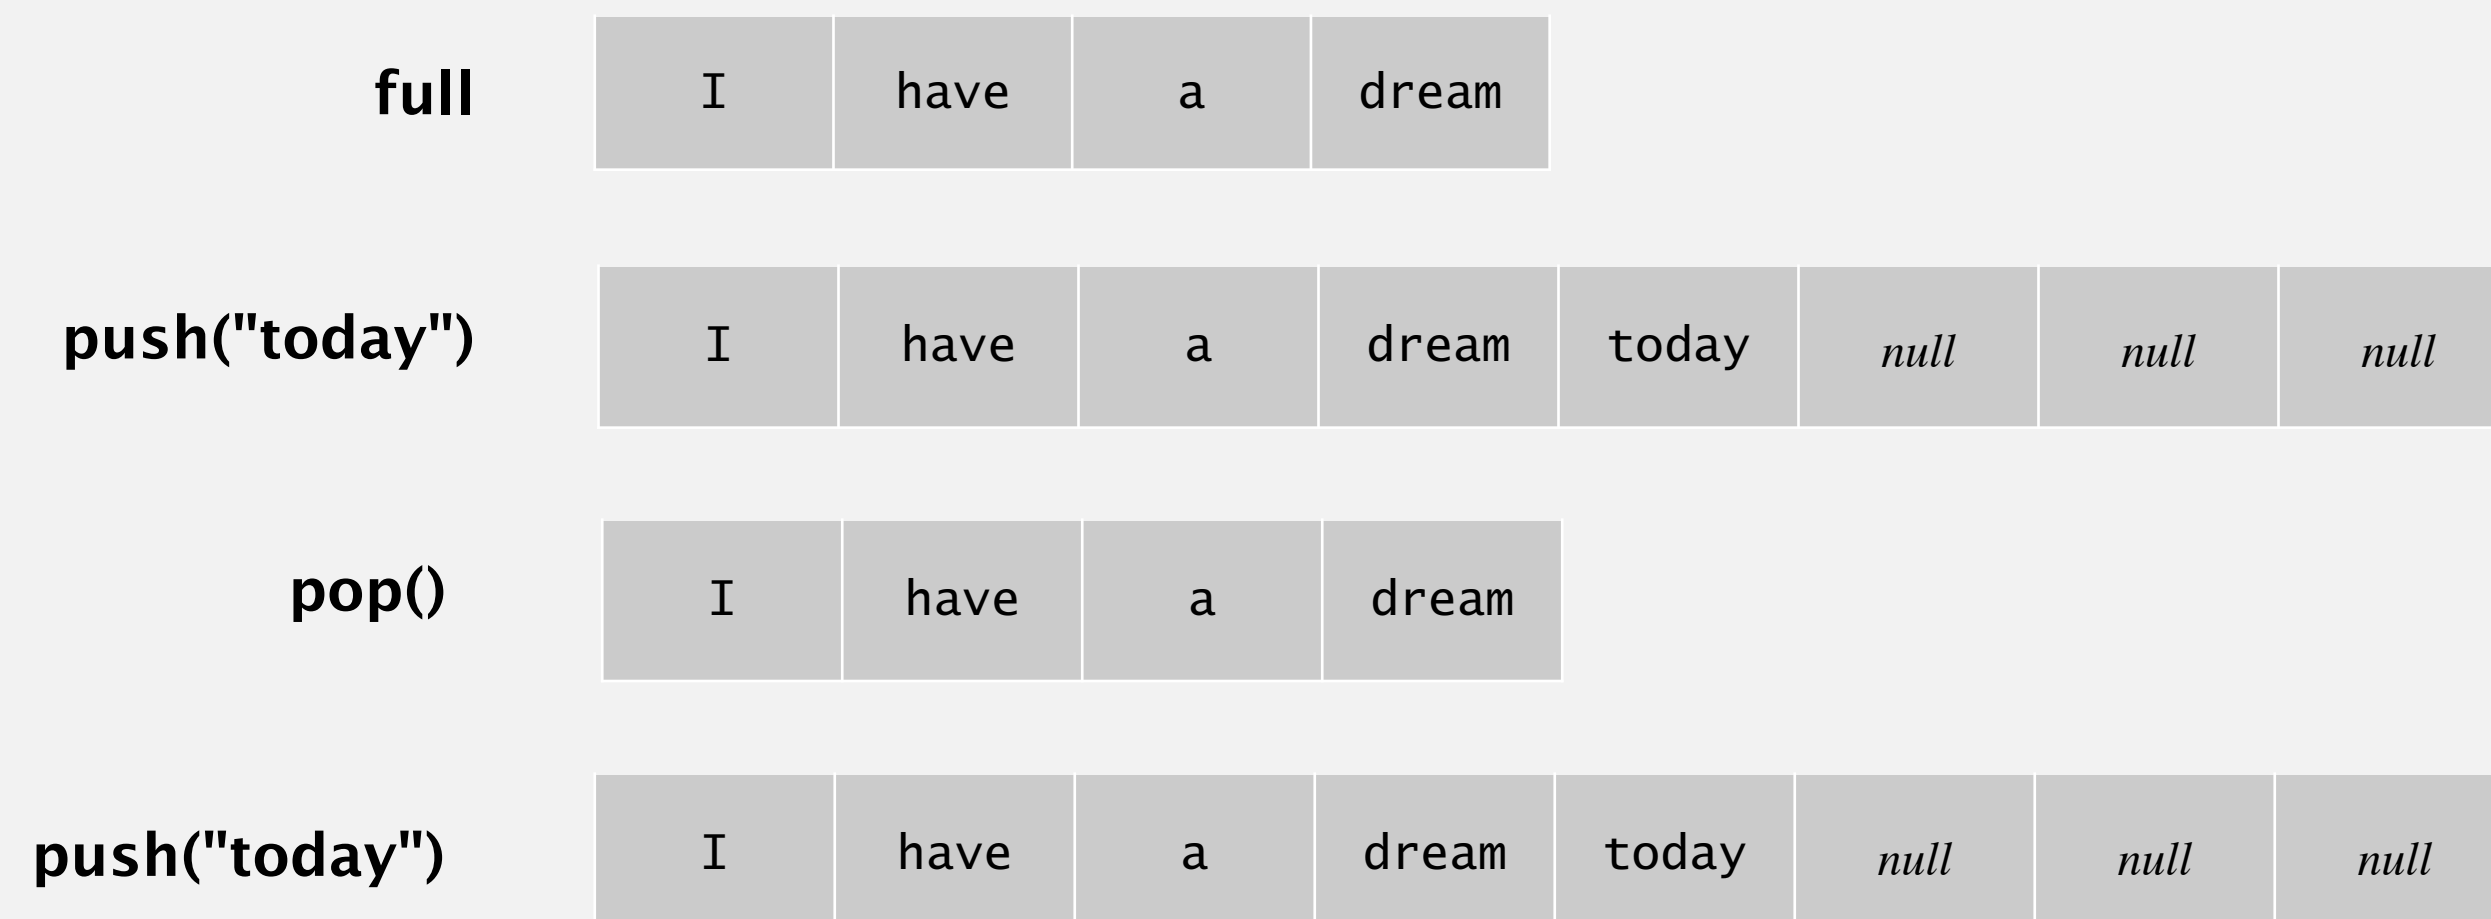 full I have a dream
push("today") I have a dream today null null null
pop() I have a dream
push("today") I have a dream today null null null